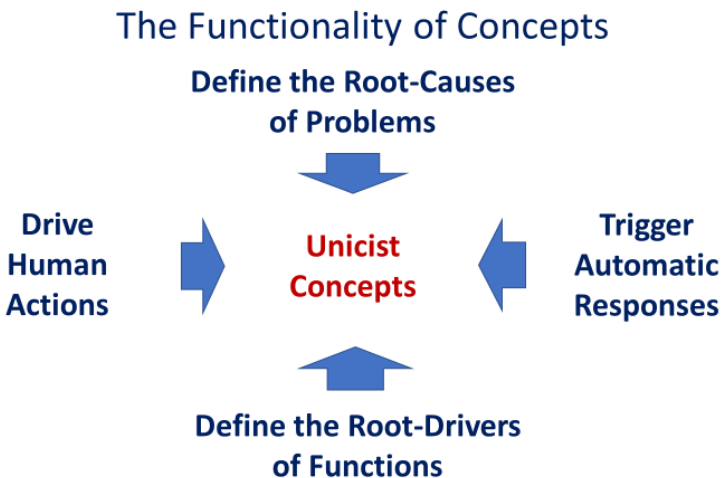 The Functionality of Concepts
Define the Root-Causes
of Problems
Drive
Human
Actions
Unicist
Concepts
Trigger
Automatic
Responses
Define the Root-Drivers
of Functions